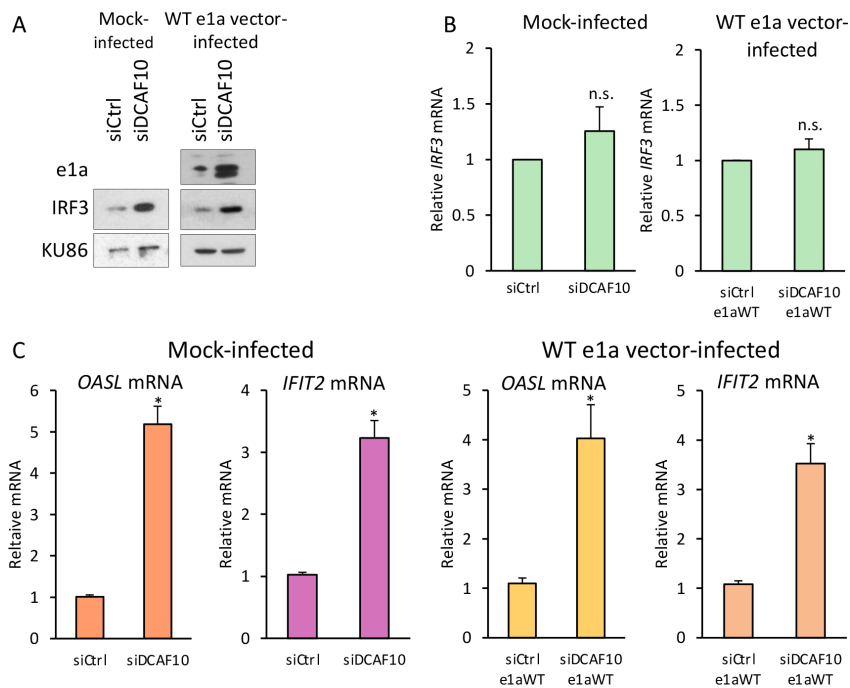 A
Mock-
infected
WT e1a vector-
infected
siCtrl
siDCAF10
siCtrl
siDCAF10
e1a
IRF3
KU86
B
Mock-infected
Relative IRF3 mRNA
2
1.5
1
0.5
0
n.s.
siCtrl
siDCAF10
WT e1a vector-
infected
Relative IRF3 mRNA
2
1.5
1
0.5
0
n.s.
siCtrl
e1aWT
siDCAF10
e1aWT
C
Mock-infected
OASL mRNA
Reltaive mRNA
6
5
4
3
2
1
0
*
siCtrl
siDCAF10
IFIT2 mRNA
Relative mRNA
4
3
2
1
0
*
siCtrl
siDCAF10
WT e1a vector-infected
OASL mRNA
Relative mRNA
5
4
3
2
1
0
*
siCtrl
e1aWT
siDCAF10
e1aWT
IFIT2 mRNA
Relative mRNA
5
4
3
2
1
0
*
siCtrl
e1aWT
siDCAF10
e1aWT